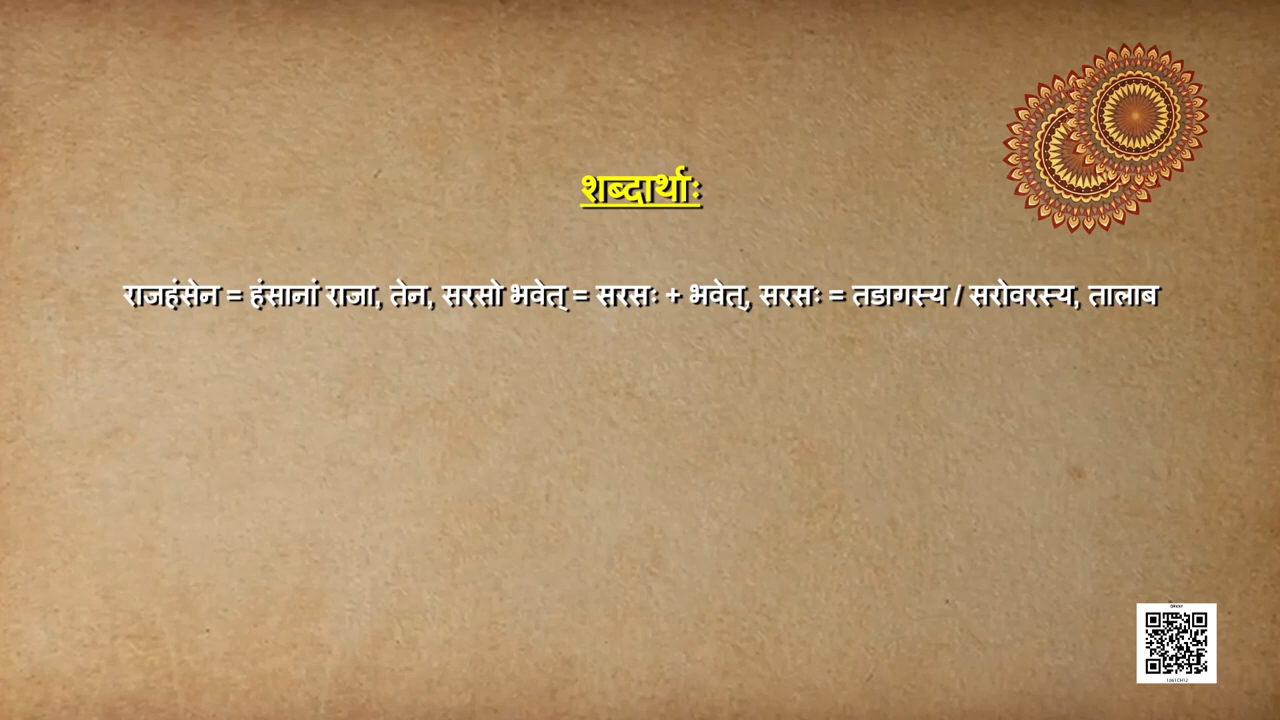 शब्दार्थाः
राजहंसेन = हंसानां राजा, तेन, सरसो भवेत् = सरसः + भवेत्, सरसः = तडागस्य / सरोवरस्य, तालाब